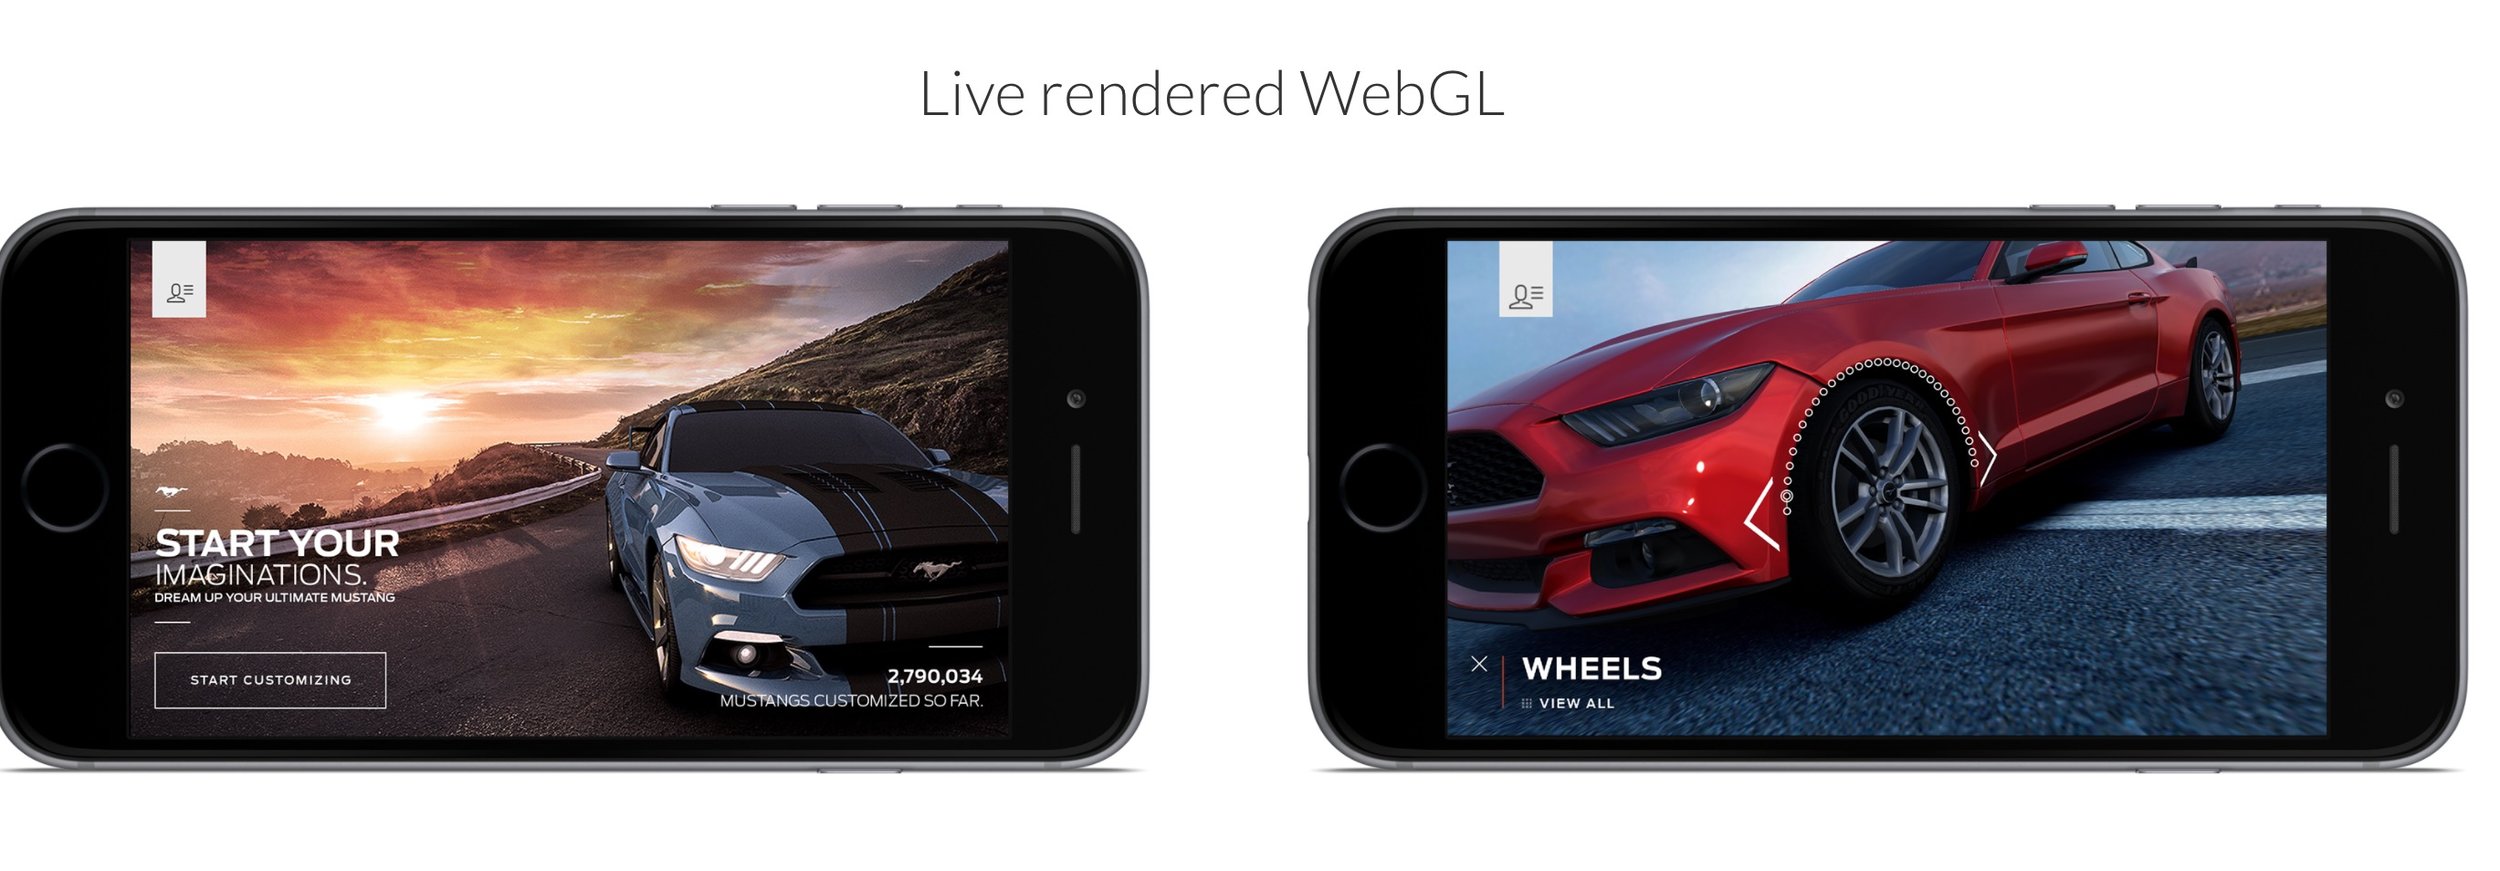 Live rendered WebGL
START YOUR
IMAGINATIONS.
DREAM UP YOUR ULTIMATE MUSTANG
START CUSTOMIZING
2,790,034
MUSTANGS CUSTOMIZED SO FAR.
GOODYEAR
WHEELS
VIEW ALL